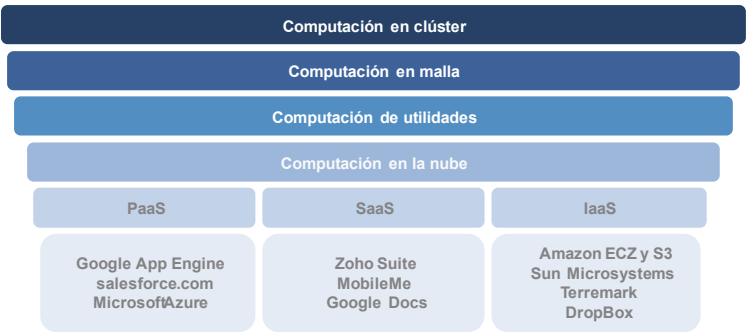 Computación en clúster
Computación en malla
Computación de utilidades
Computación en la nube
PaaS
SaaS
IaaS
Google App Engine
salesforce.com
MicrosoftAzure
Zoho Suite
MobileMe
Google Docs
Amazon ECZ y S3
Sun Microsystems
Terremark
DropBox